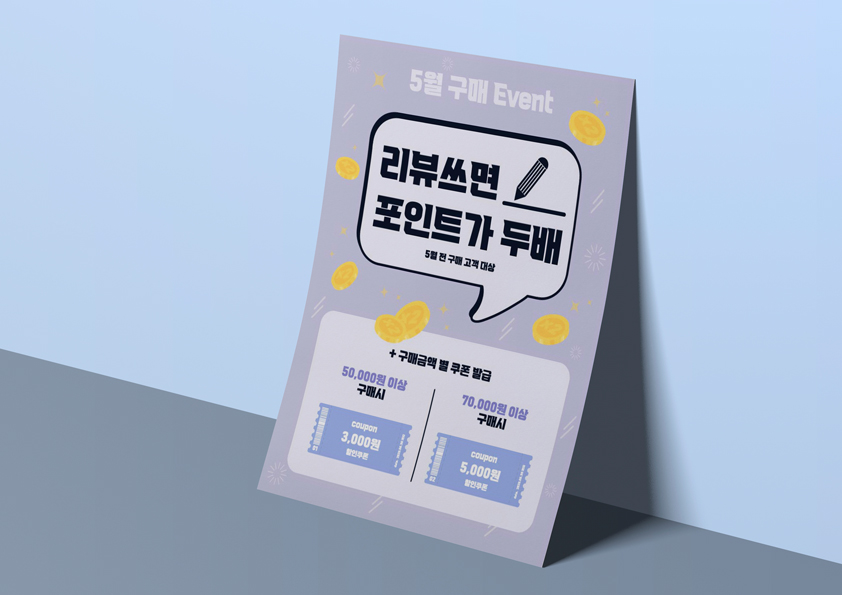 5월 구매 Event
리뷰쓰면
포인트가 두배
5월 전 구매 고객 대상
+ 구매금액 별 쿠폰 발급
50,000원 이상
구매시
coupon
3,000원
할인쿠폰
70,000원 이상
구매시
coupon
5,000원
할인쿠폰